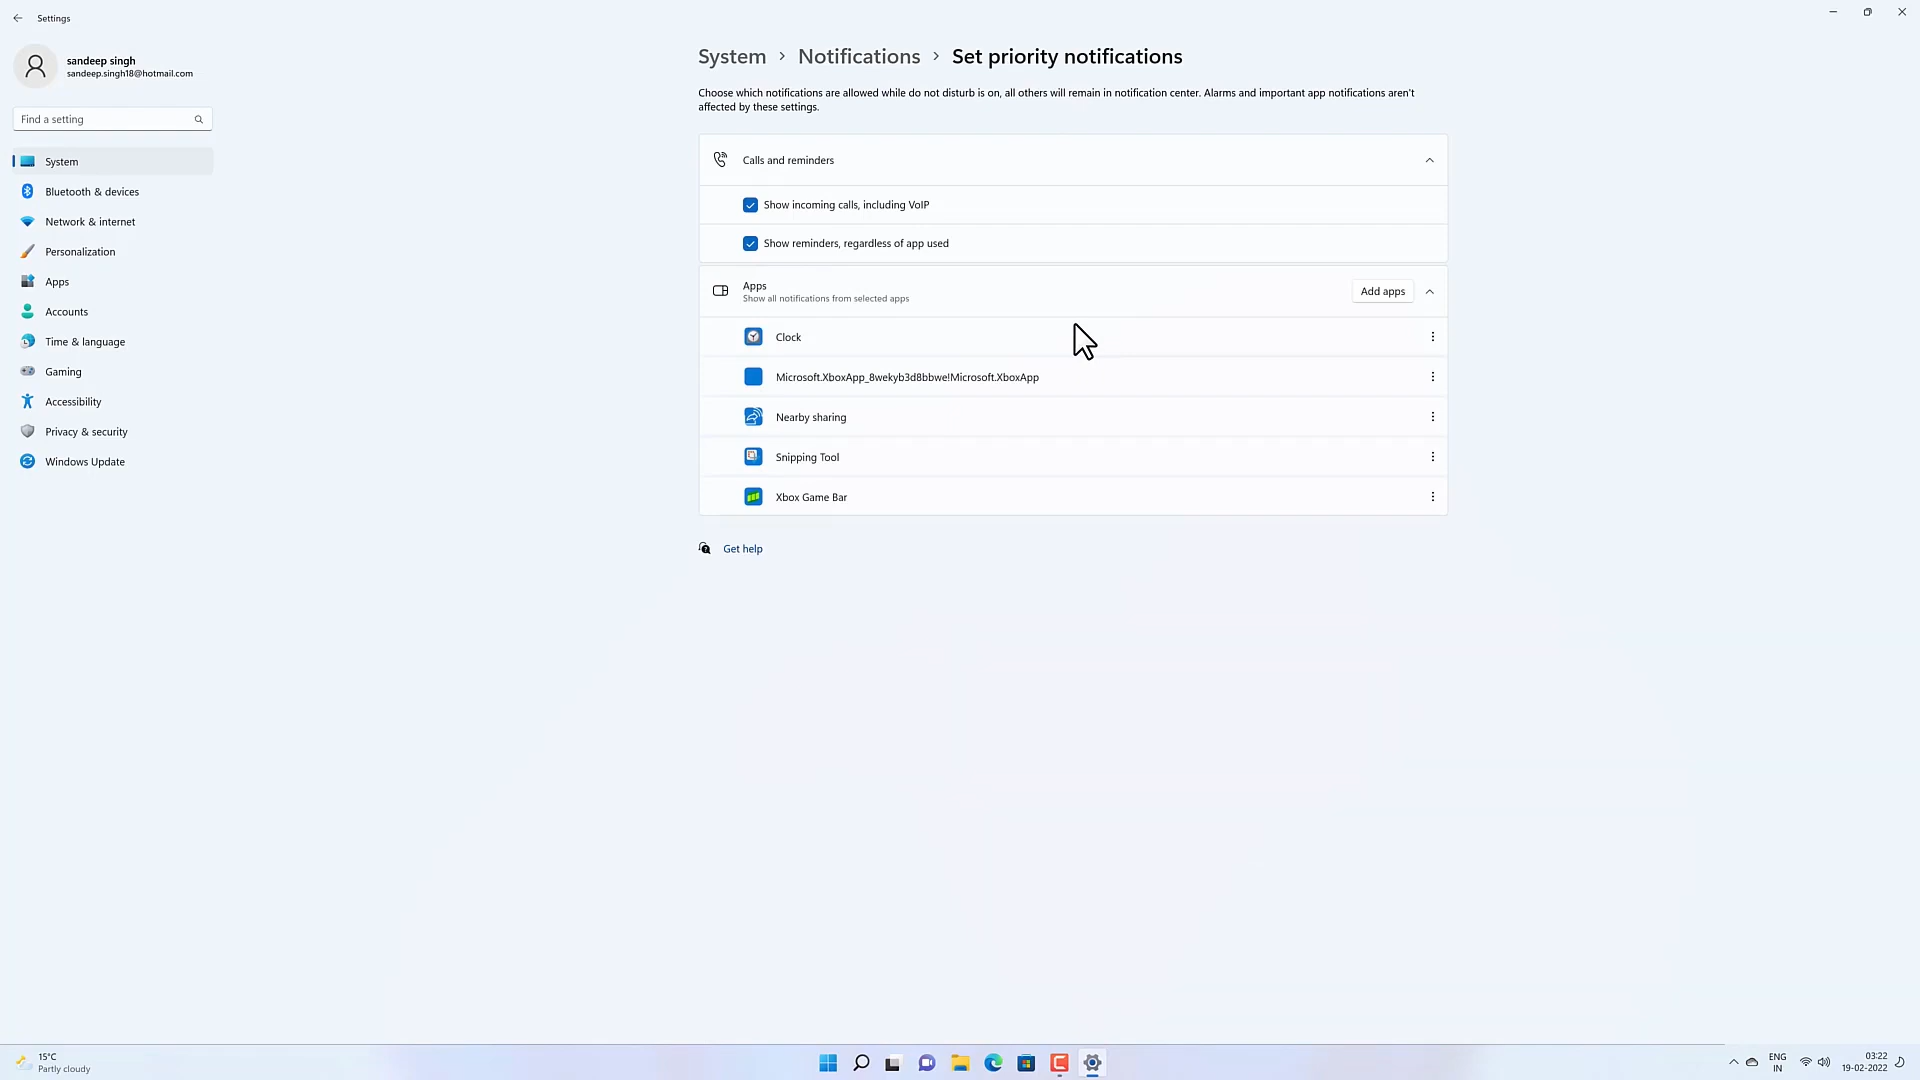 Settings
sandeep singh
sandeep.singh18@hotmail.com
Find a setting
System
Bluetooth & devices
Network & internet
Personalization
Apps
Accounts
Time & language
Gaming
Accessibility
Privacy & security
Windows Update
System > Notifications > Set priority notifications
Choose which notifications are allowed while do not disturb is on, all others will remain in notification center. Alarms and important app notifications aren't
affected by these settings.
Calls and reminders
Show incoming calls, including VoIP
Show reminders, regardless of app used
Apps
Show all notifications from selected apps
Add apps
Clock
Microsoft.XboxApp_8wekyb3d8bbwe!Microsoft.XboxApp
Nearby sharing
Snipping Tool
Xbox Game Bar
Get help
15°C
Partly cloudy
ENG
IN
03:22
19-02-2022